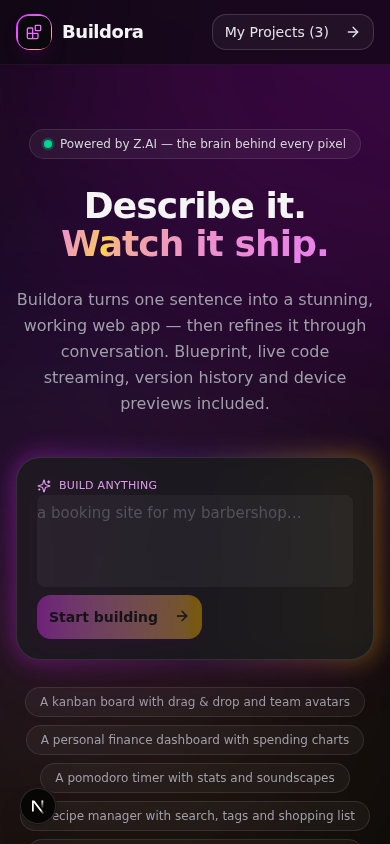 Buildora
My Projects (3)
Powered by Z.AI — the brain behind every pixel
Describe it.
Watch it ship.
Buildora turns one sentence into a stunning,
working web app — then refines it through
conversation. Blueprint, live code
streaming, version history and device
previews included.
BUILD ANYTHING
a booking site for my barbershop...
Start building
A kanban board with drag & drop and team avatars
A personal finance dashboard with spending charts
A pomodoro timer with stats and soundscapes
N
ecipe manager with search, tags and shopping list